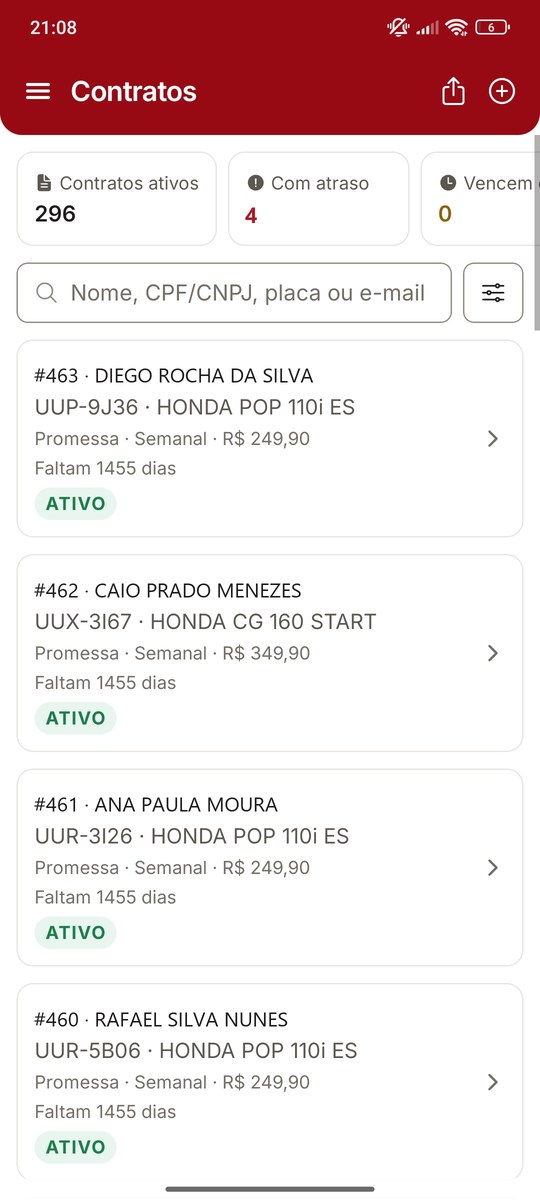 21:08
6
Contratos
Contratos ativos
296
Com atraso
4
Vencem
0
Nome, CPF/CNPJ, placa ou e-mail
#463 · DIEGO ROCHA DA SILVA
UUP-9J36 · HONDA POP 110i ES
Promessa · Semanal · R$ 249,90
Faltam 1455 dias
ATIVO
#462 · CAIO PRADO MENEZES
UUX-3I67 · HONDA CG 160 START
Promessa · Semanal · R$ 349,90
Faltam 1455 dias
ATIVO
#461 · ANA PAULA MOURA
UUR-3I26 · HONDA POP 110i ES
Promessa · Semanal · R$ 249,90
Faltam 1455 dias
ATIVO
#460 · RAFAEL SILVA NUNES
UUR-5B06 · HONDA POP 110i ES
Promessa · Semanal · R$ 249,90
Faltam 1455 dias
ATIVO